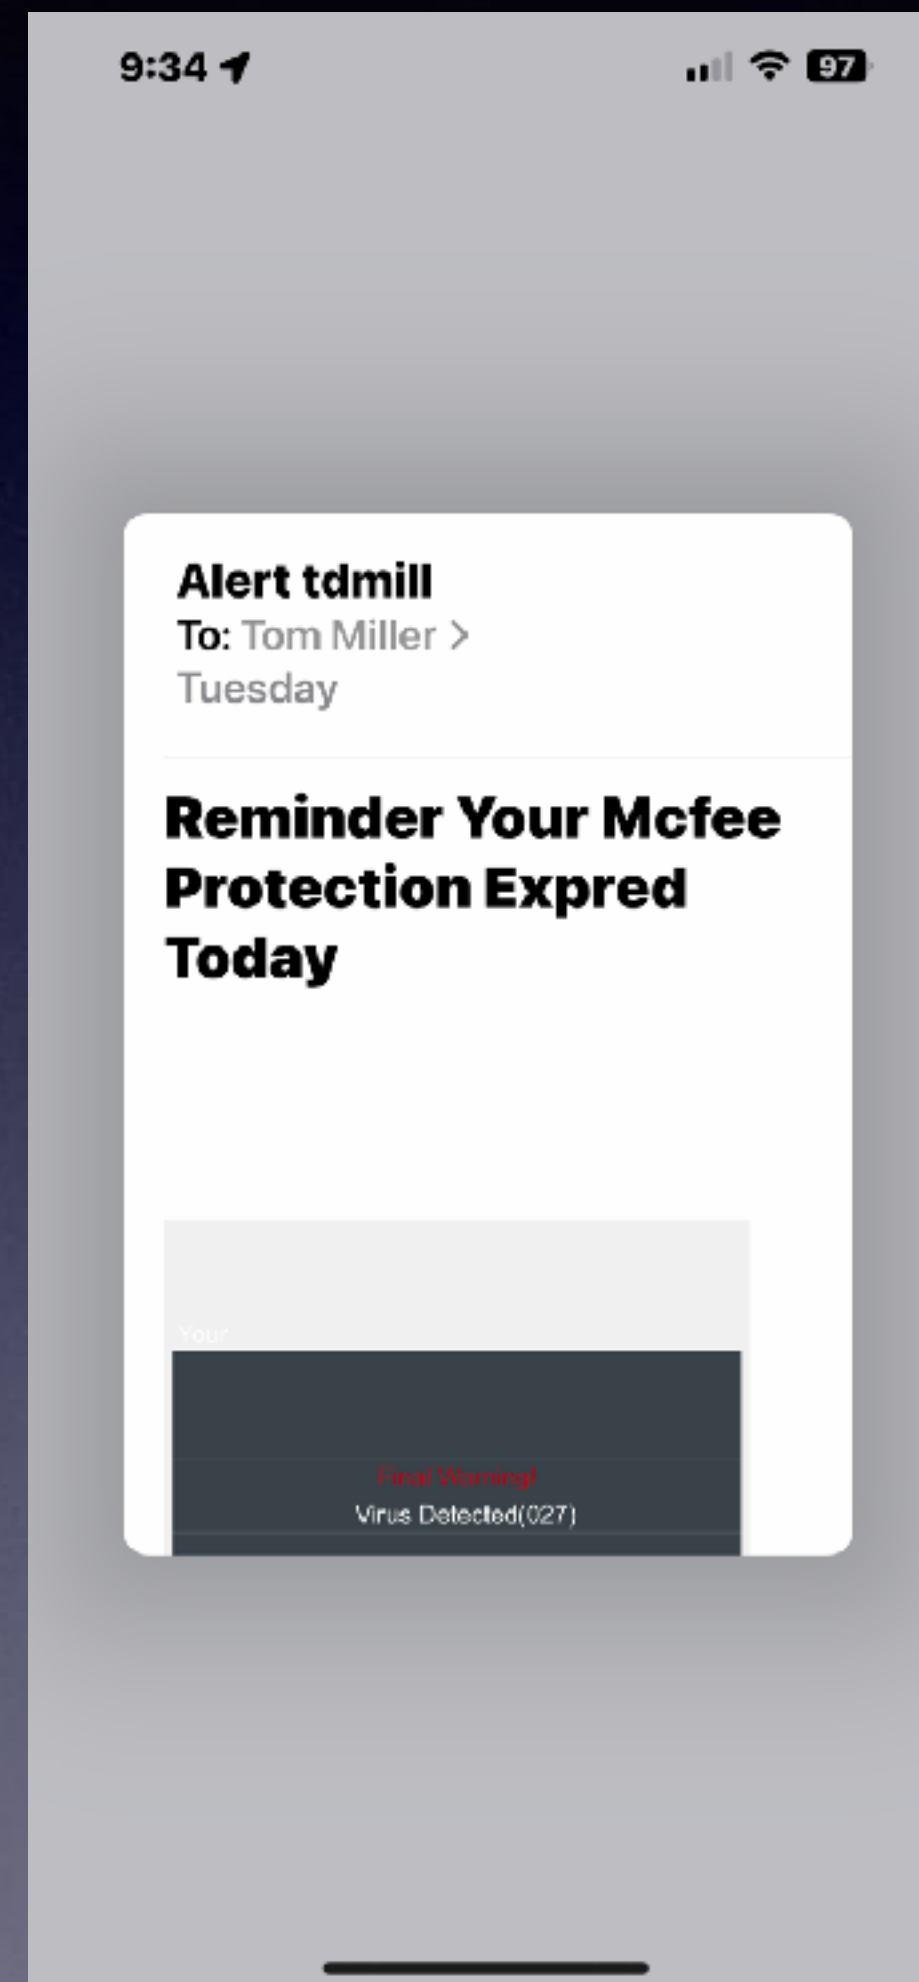 9:34
97
Alert tdmill
To: Tom Miller >
Tuesday
Reminder Your Mcfee
Protection Expred
Today
Your
Final Warning!
Virus Detected(027)